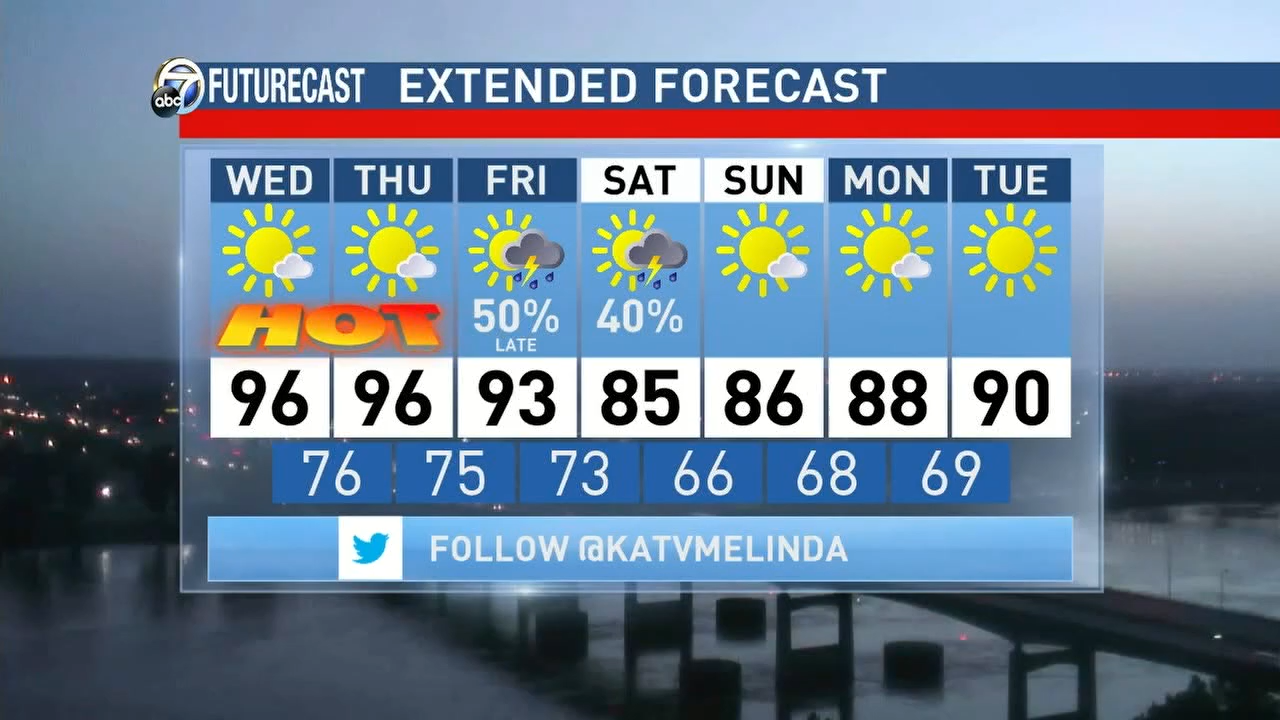 abc 7 FUTURECAST EXTENDED FORECAST
WED THU FRI SAT SUN MON TUE
HOT 50% 40%
LATE
96 96 93 85 86 88 90
76 75 73 66 68 69
FOLLOW @KATVMELINDA